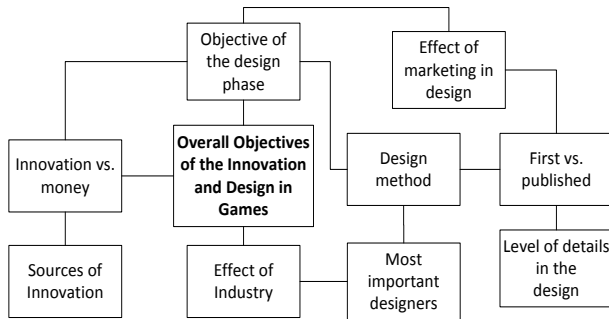 Objective of
the design
phase
Effect of
marketing in
design
Innovation vs.
money
Overall Objectives
of the Innovation
and Design in
Games
Design
method
First vs.
published
Sources of
Innovation
Effect of
Industry
Most
important
designers
Level of details
in the
design